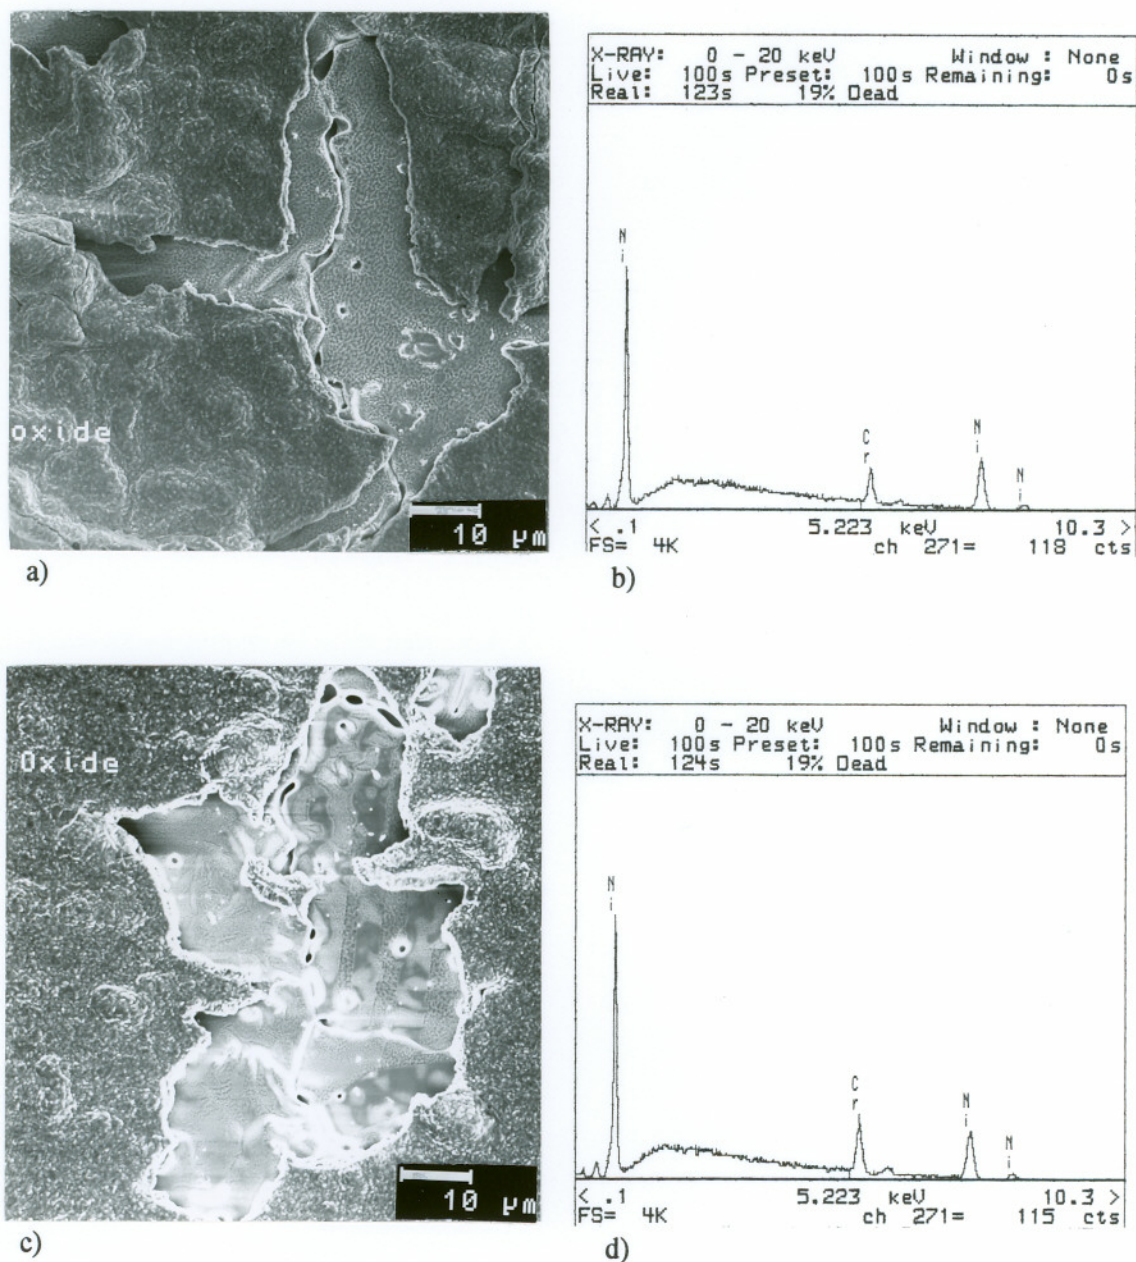 oxide
10 µm
a)
X-RAY: 0 - 20 keV Window : None
Live: 100s Preset: 100s Remaining: 0s
Real: 123s 19% Dead
Ni
Cr
Ni
Ni
< .1 5.223 keV 10.3 >
FS= 4K ch 271= 118 cts
b)
Oxide
10 µm
c)
X-RAY: 0 - 20 keV Window : None
Live: 100s Preset: 100s Remaining: 0s
Real: 124s 19% Dead
Ni
Cr
Ni
Ni
< .1 5.223 keV 10.3 >
FS= 4K ch 271= 115 cts
d)